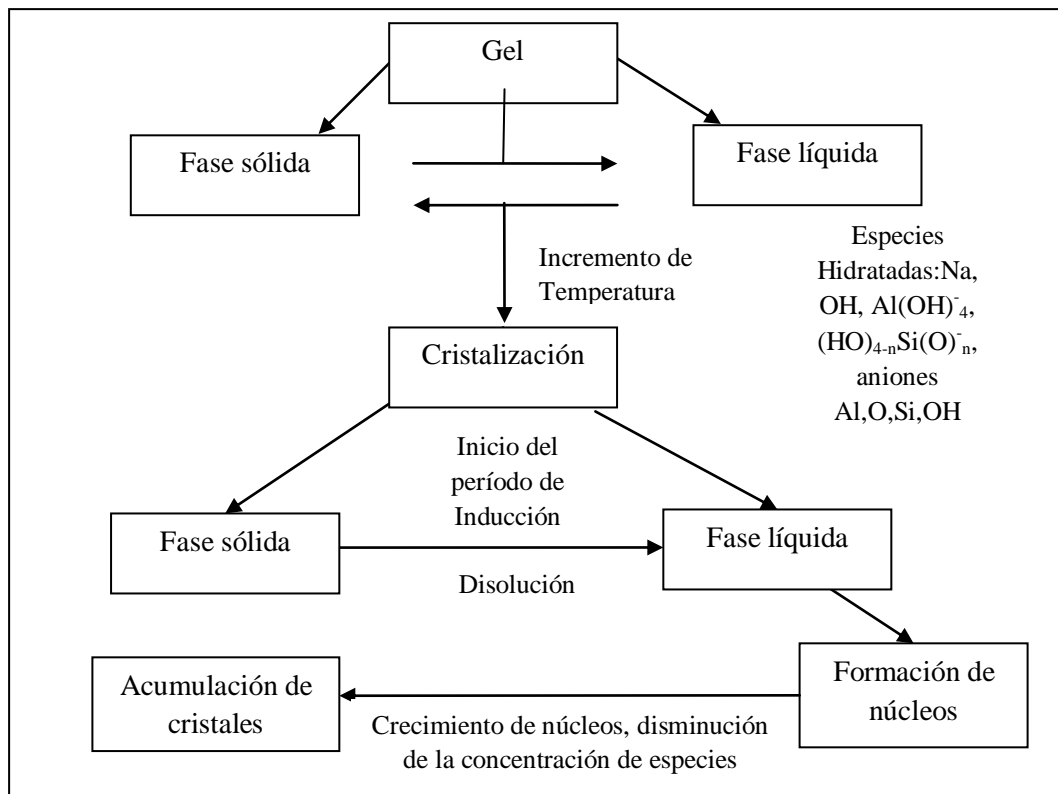 Gel
Fase sólida
Fase líquida
Especies
Hidratadas:Na,
OH, Al(OH)⁻₄,
(HO)₄₋ₙSi(O)⁻ₙ,
aniones
Al,O,Si,OH
Incremento de
Temperatura
Cristalización
Inicio del
período de
Inducción
Fase sólida
Fase líquida
Disolución
Formación de
núcleos
Acumulación de
cristales
Crecimiento de núcleos, disminución
de la concentración de especies